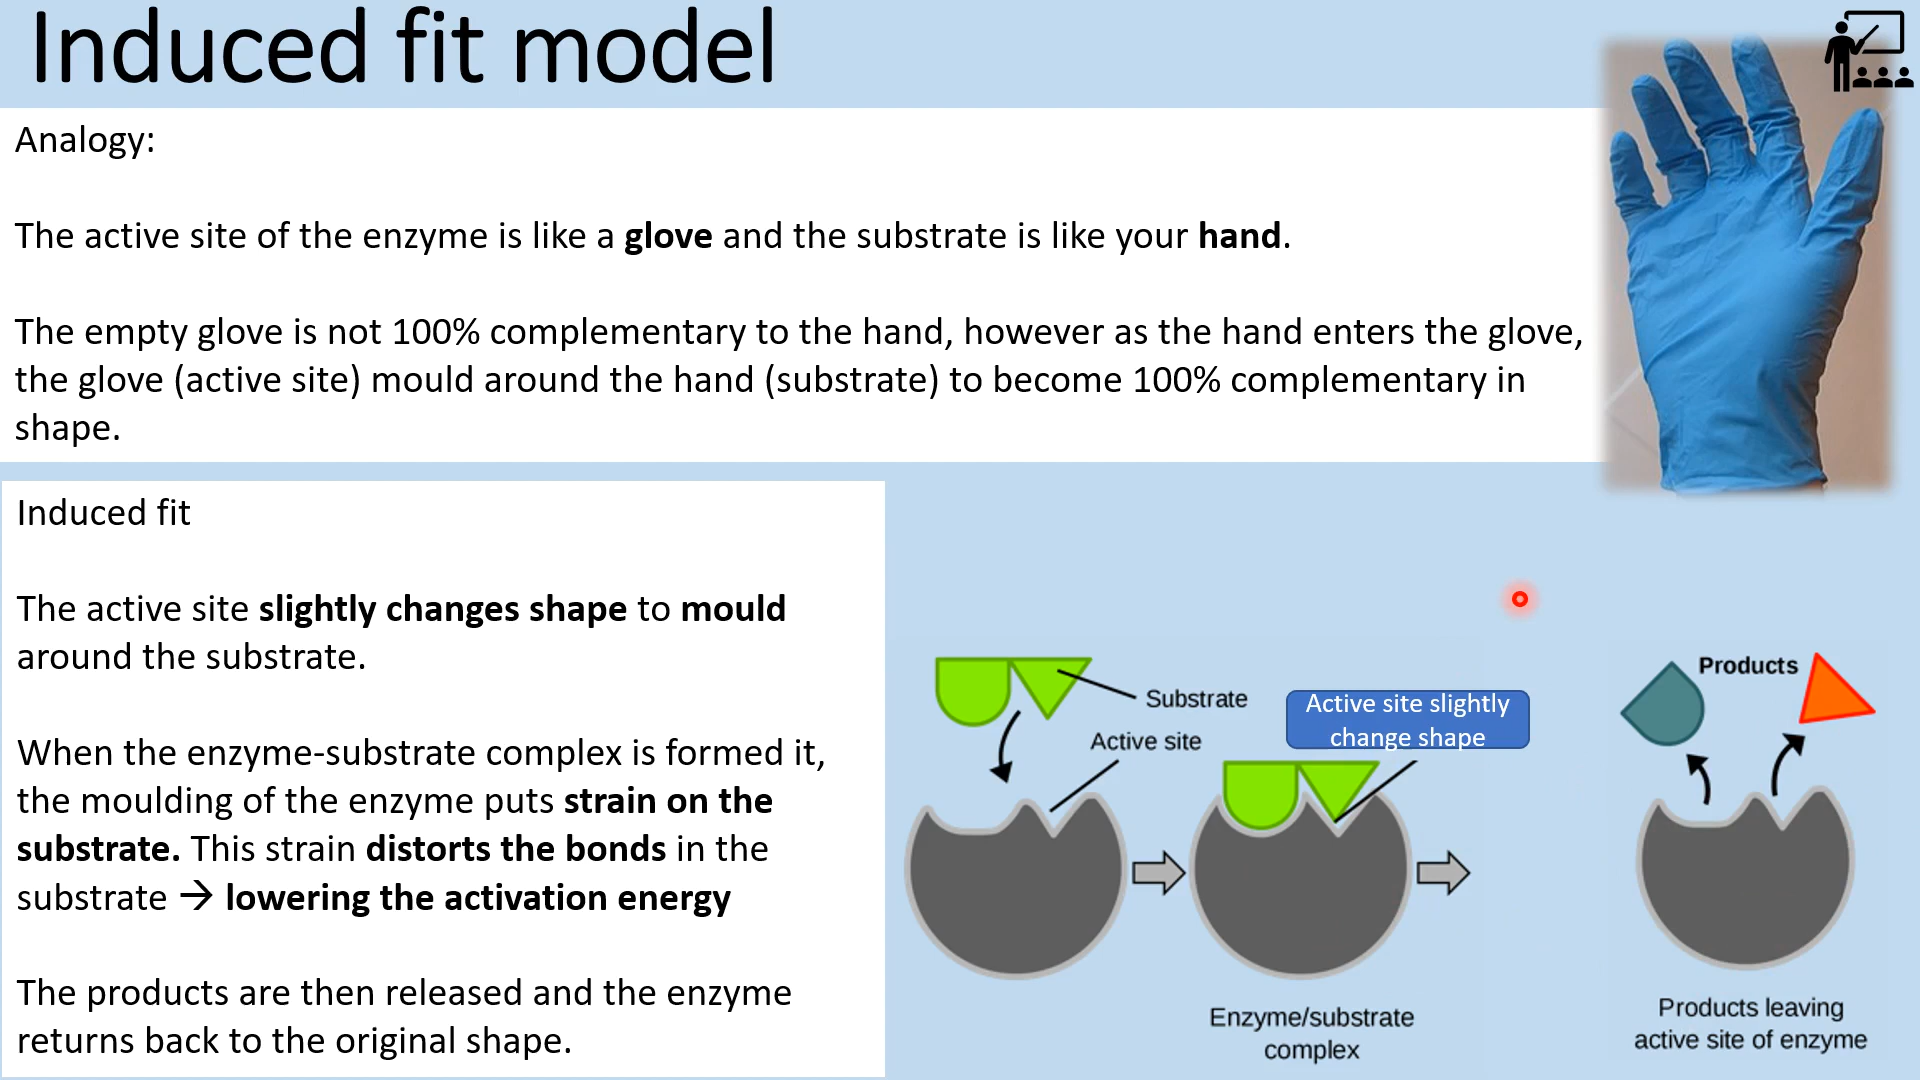 Induced fit model
Analogy:
The active site of the enzyme is like a glove and the substrate is like your hand.
The empty glove is not 100% complementary to the hand, however as the hand enters the glove,
the glove (active site) mould around the hand (substrate) to become 100% complementary in
shape.
Induced fit
The active site slightly changes shape to mould
around the substrate.
When the enzyme-substrate complex is formed it,
the moulding of the enzyme puts strain on the
substrate. This strain distorts the bonds in the
substrate → lowering the activation energy
The products are then released and the enzyme
returns back to the original shape.
Substrate
Active site
Active site slightly
change shape
Enzyme/substrate
complex
Products
Products leaving
active site of enzyme